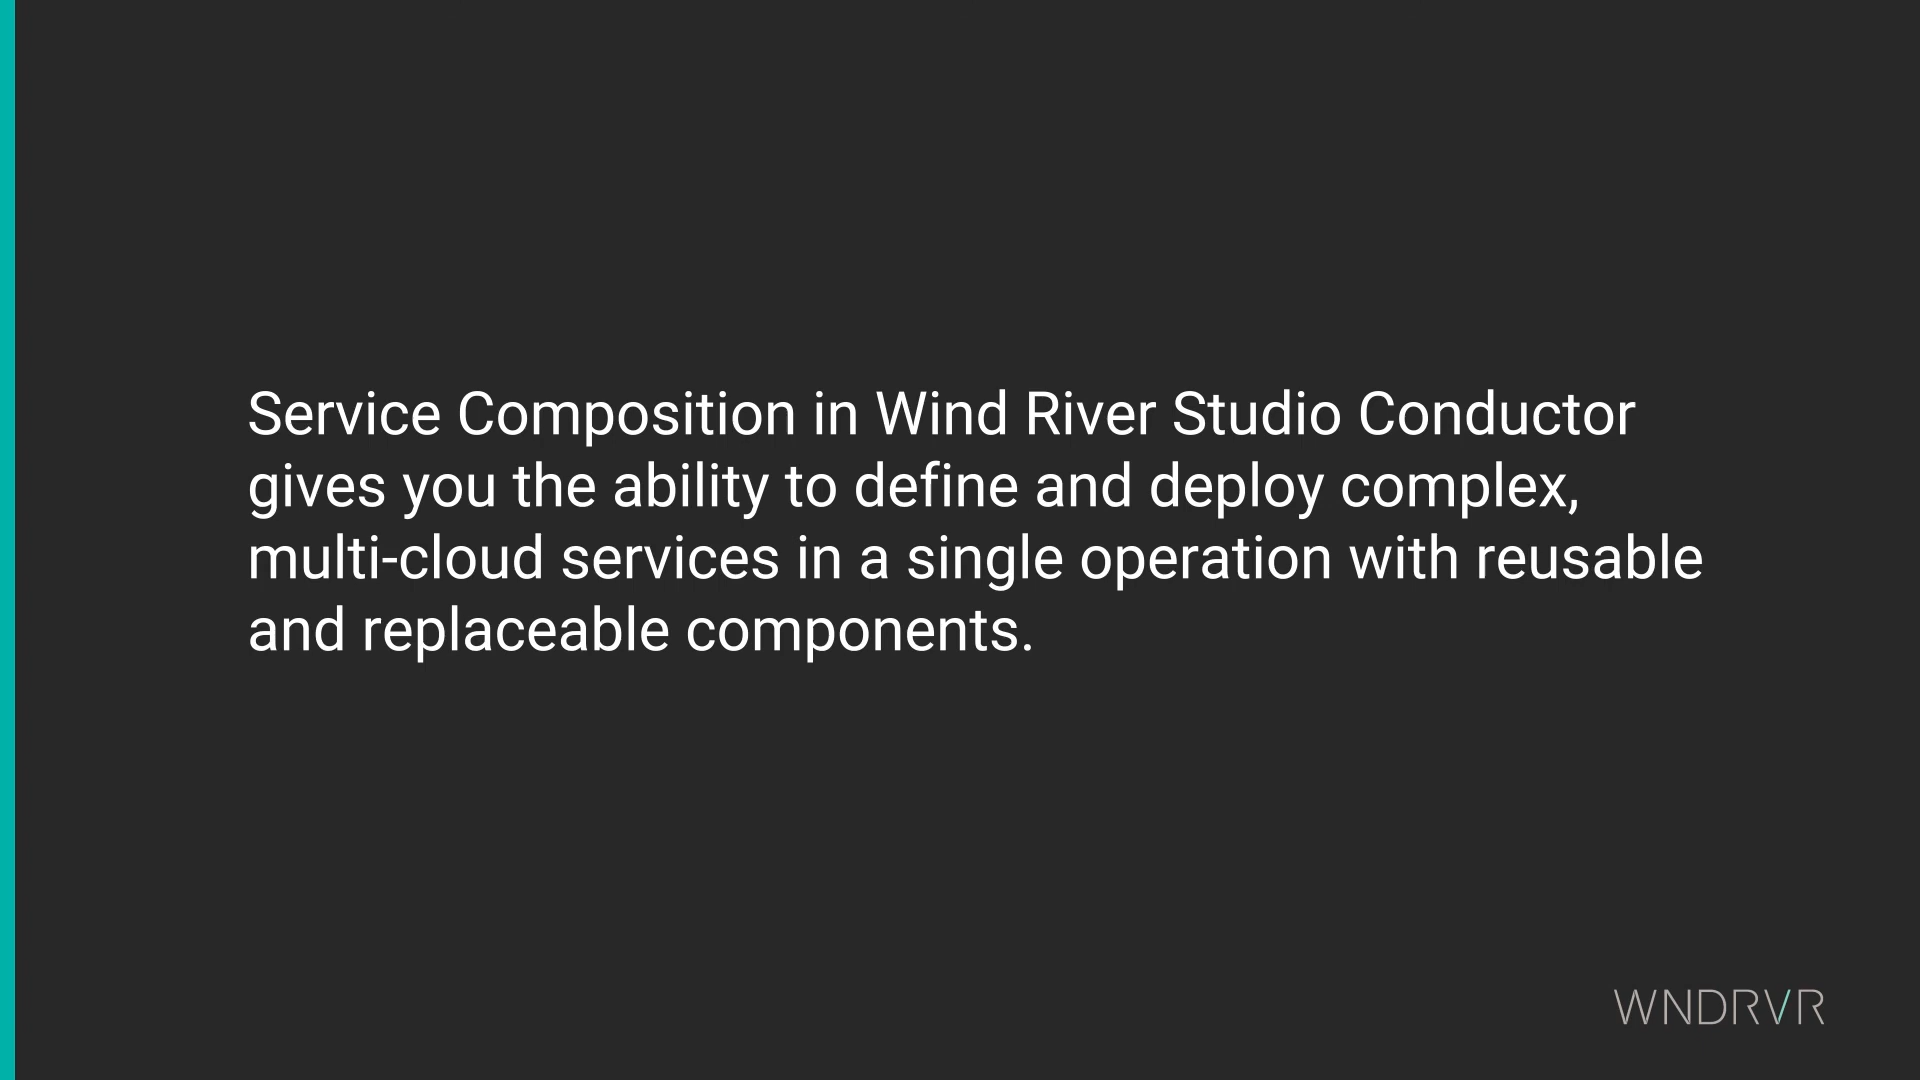 Service Composition in Wind River Studio Conductor
gives you the ability to define and deploy complex,
multi-cloud services in a single operation with reusable
and replaceable components.
WNDRVR